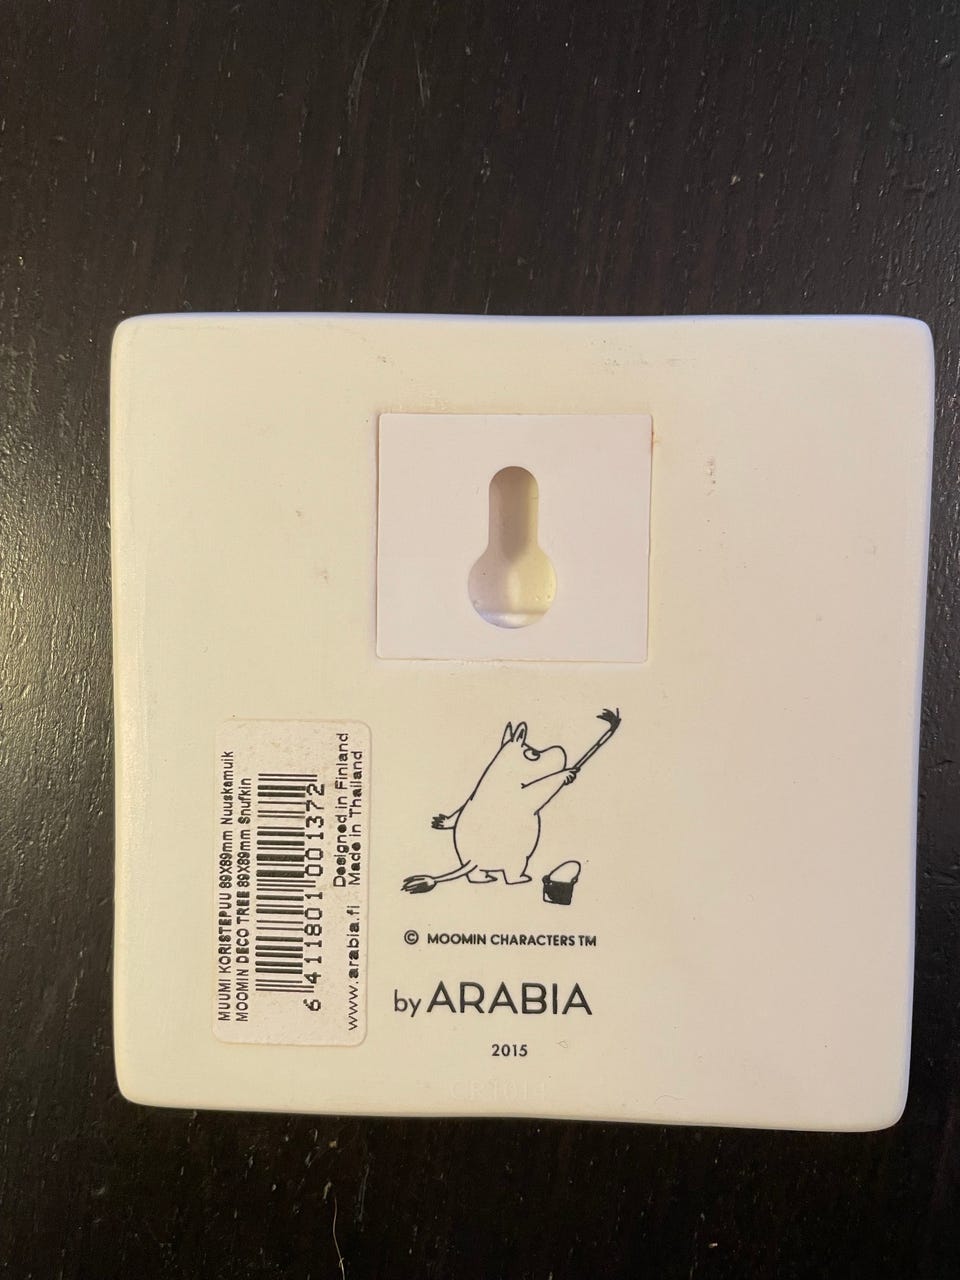 MUUMI KORISTEPUU 89X89mm Nuuskamuik
MOOMIN DECO TREE 89X89mm Snufkin
6 411801 001372
www.arabia.fi
Designed in Finland
Made in Thailand
© MOOMIN CHARACTERS TM
by ARABIA
2015